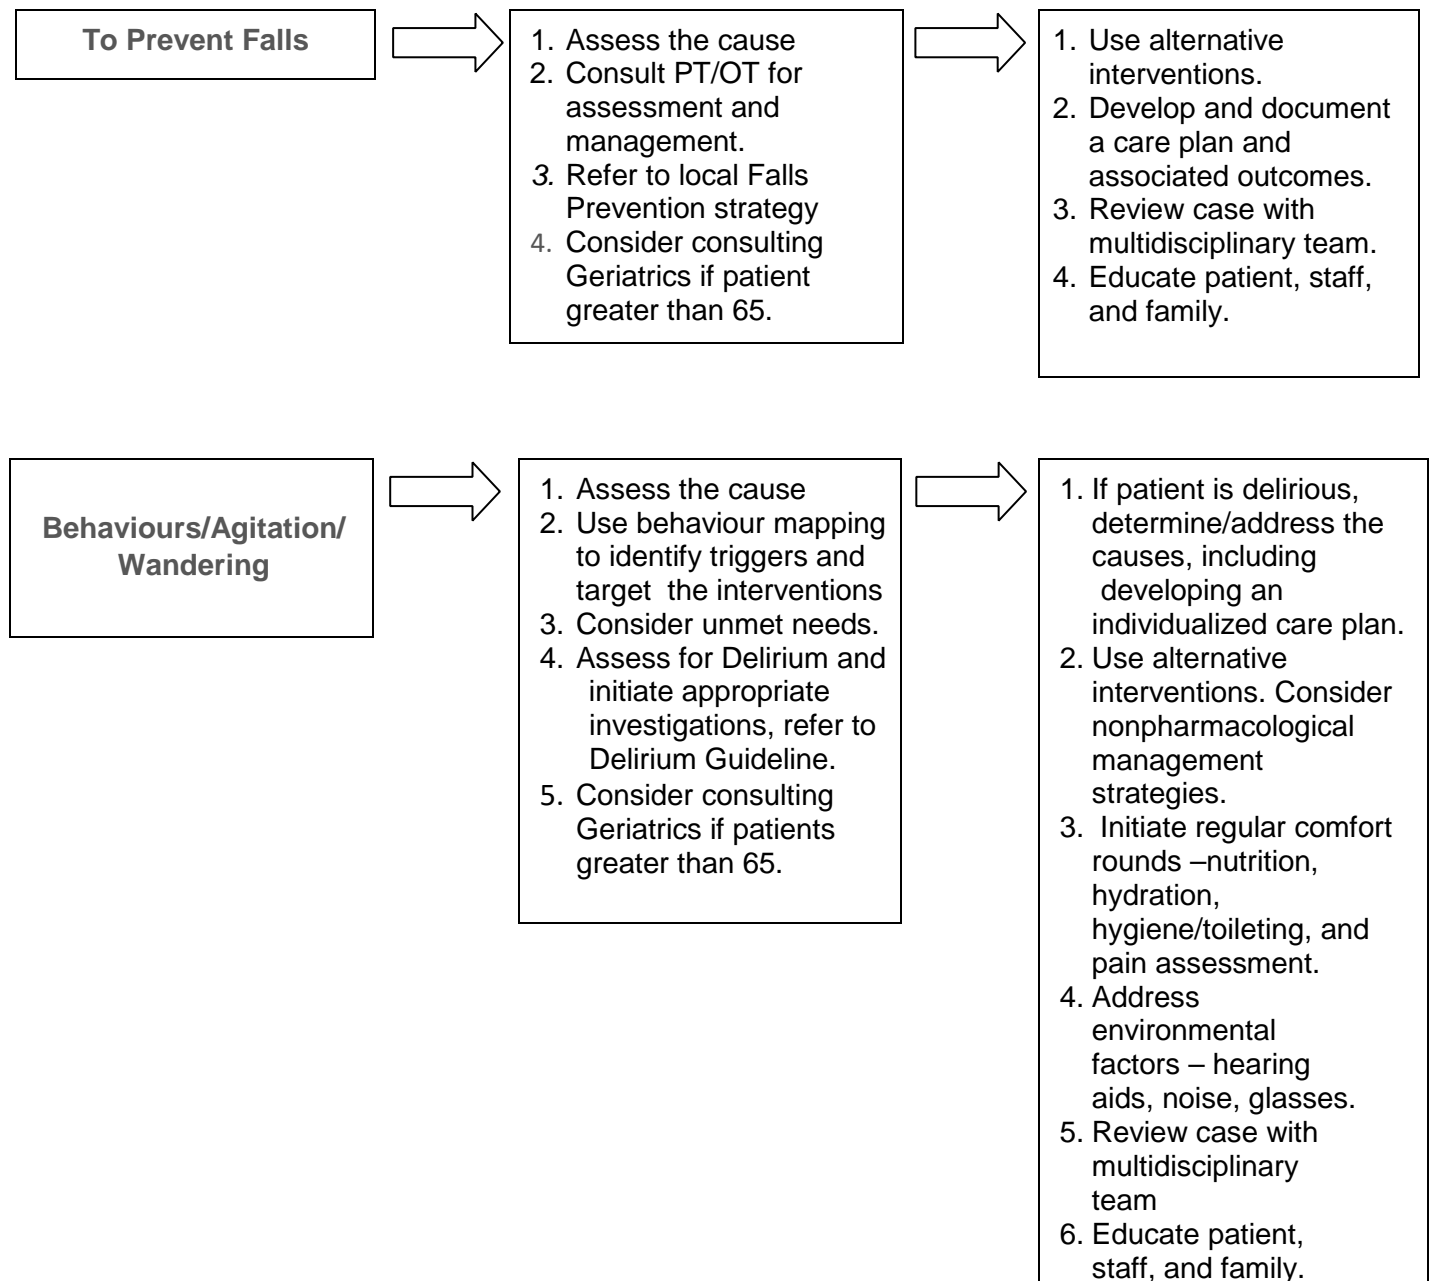 To Prevent Falls
1. Assess the cause
2. Consult PT/OT for
assessment and
management.
3. Refer to local Falls
Prevention strategy
4. Consider consulting
Geriatrics if patient
greater than 65.
1. Use alternative
interventions.
2. Develop and document
a care plan and
associated outcomes.
3. Review case with
multidisciplinary team.
4. Educate patient, staff,
and family.
Behaviours/Agitation/
Wandering
1. Assess the cause
2. Use behaviour mapping
to identify triggers and
target the interventions
3. Consider unmet needs.
4. Assess for Delirium and
initiate appropriate
investigations, refer to
Delirium Guideline.
5. Consider consulting
Geriatrics if patients
greater than 65.
1. If patient is delirious,
determine/address the
causes, including
developing an
individualized care plan.
2. Use alternative
interventions. Consider
nonpharmacological
management
strategies.
3. Initiate regular comfort
rounds –nutrition,
hydration,
hygiene/toileting, and
pain assessment.
4. Address
environmental
factors – hearing
aids, noise, glasses.
5. Review case with
multidisciplinary
team
6. Educate patient,
staff, and family.